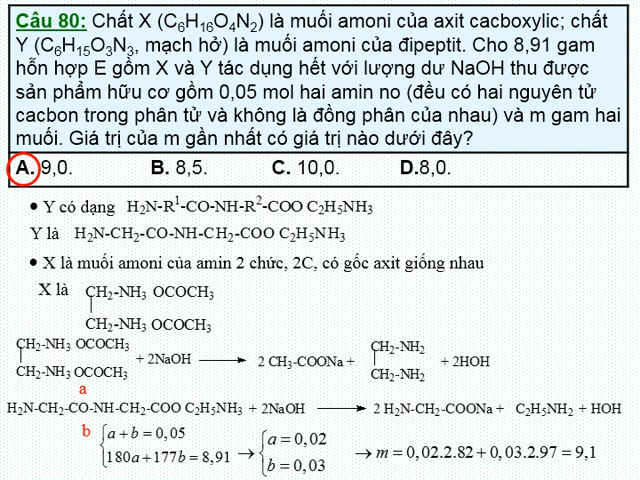 Câu 80: Chất X (C6H16O4N2) là muối amoni của axit cacboxylic; chất
Y (C6H15O3N3, mạch hở) là muối amoni của đipeptit. Cho 8,91 gam
hỗn hợp E gồm X và Y tác dụng hết với lượng dư NaOH thu được
sản phẩm hữu cơ gồm 0,05 mol hai amin no (đều có hai nguyên tử
cacbon trong phân tử và không là đồng phân của nhau) và m gam hai
muối. Giá trị của m gần nhất có giá trị nào dưới đây?
A. 9,0. B. 8,5. C. 10,0. D.8,0.
• Y có dạng H2N-R1-CO-NH-R2-COO C2H5NH3
Y là H2N-CH2-CO-NH-CH2-COO C2H5NH3
• X là muối amoni của amin 2 chức, 2C, có gốc axit giống nhau
X là CH2-NH3 OCOCH3
CH2-NH3 OCOCH3
CH2-NH3 OCOCH3 CH2-NH2
+ 2NaOH → 2 CH3-COONa + + 2HOH
CH2-NH3 OCOCH3 CH2-NH2
a
H2N-CH2-CO-NH-CH2-COO C2H5NH3 + 2NaOH → 2 H2N-CH2-COONa + C2H5NH2 + HOH
b { a + b = 0,05 → { a = 0,02 → m = 0,02.2.82 + 0,03.2.97 = 9,1
180a + 177b = 8,91 b = 0,03